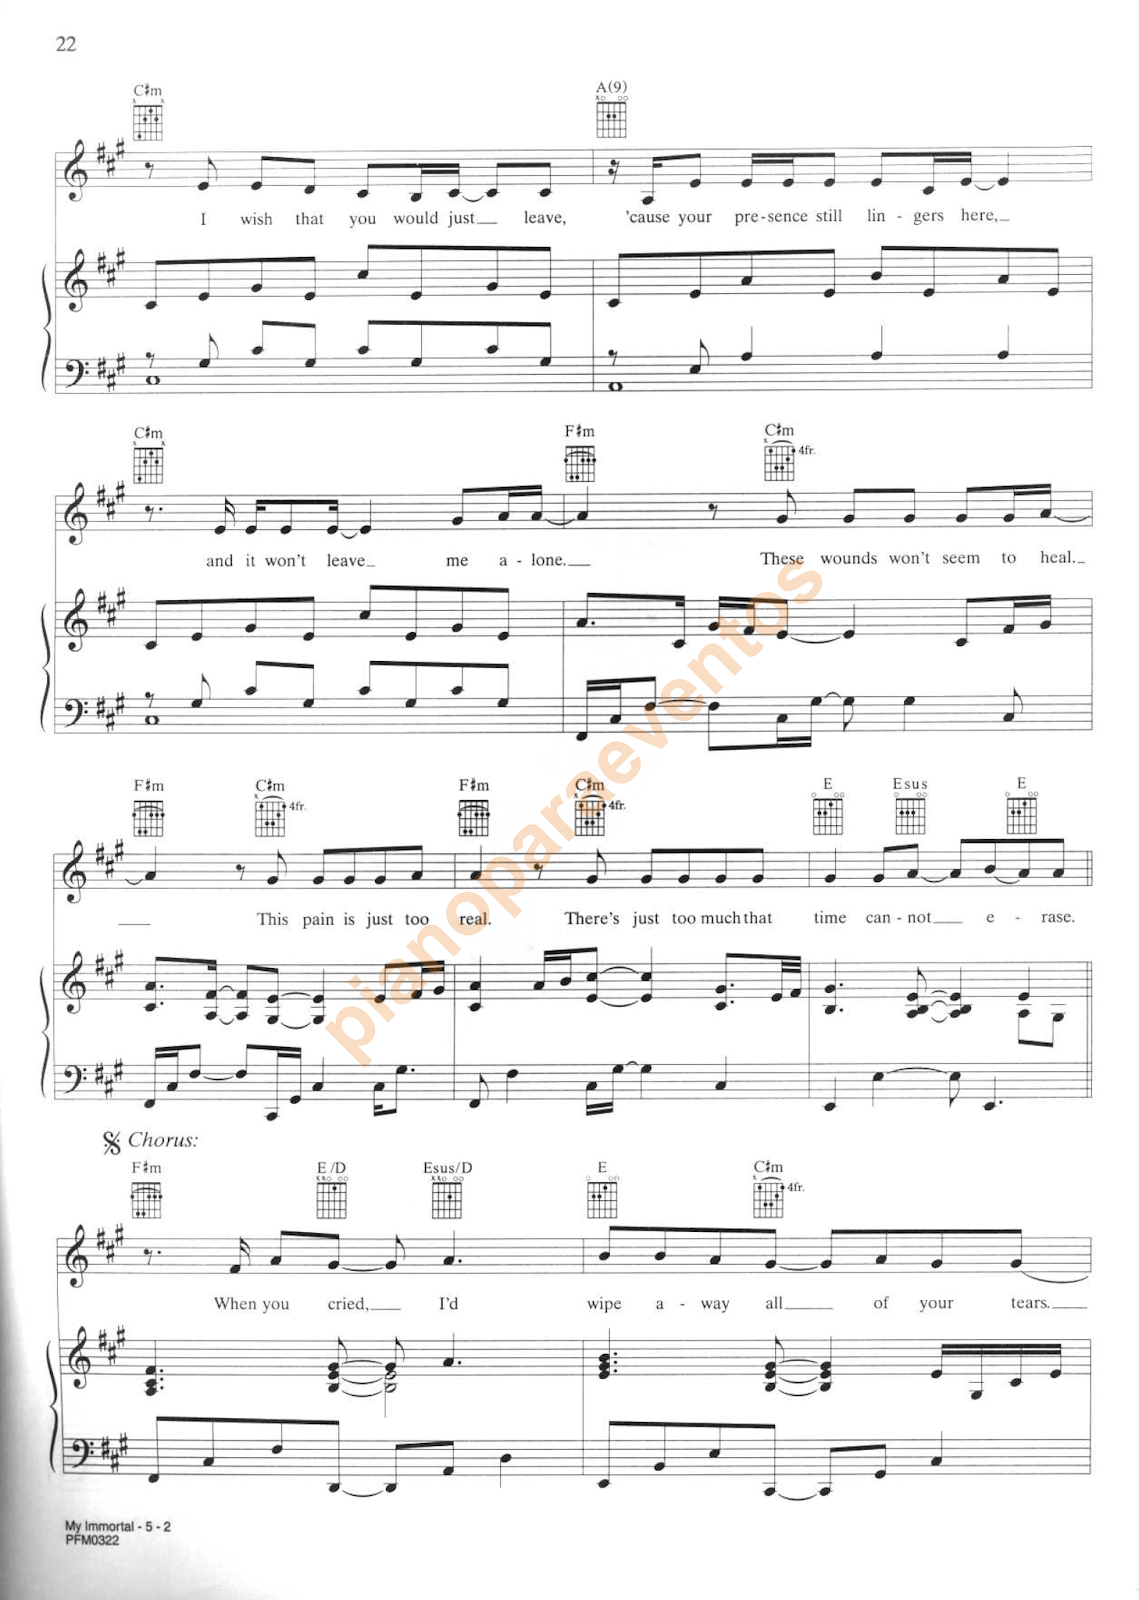 22
C♯m A(9)
I wish that you would just leave, 'cause your pre-sence still lin-gers here,
C♯m F♯m C♯m
4fr.
and it won't leave me a-lone. These wounds won't seem to heal.
F♯m C♯m F♯m C♯m E Esus E
4fr. 4fr.
This pain is just too real. There's just too much that time can-not e-rase.
Chorus:
F♯m E/D Esus/D E C♯m
4fr.
When you cried, I'd wipe a-way all of your tears.
My Immortal - 5 - 2
PFM0322
pianoparaeventos